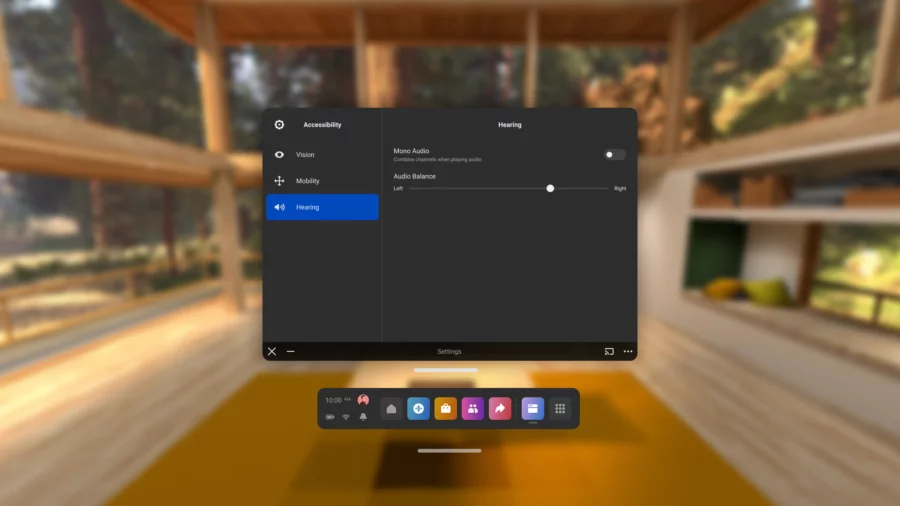 Accessibility
Vision
Mobility
Hearing
Hearing
Mono Audio
Combine channels when playing audio
Audio Balance
Left
Right
Settings
10:00 AM